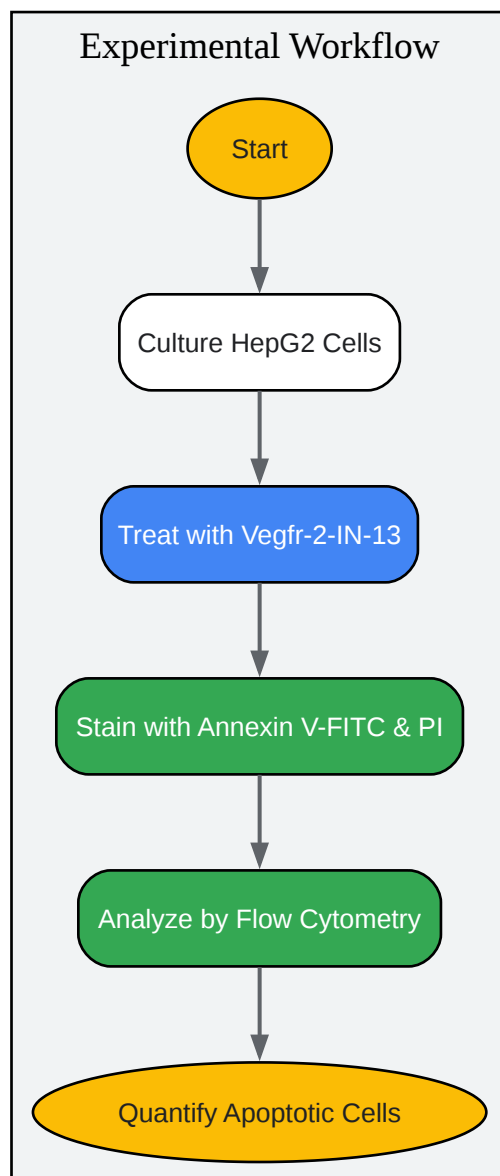 Experimental Workflow
Start
Culture HepG2 Cells
Treat with Vegfr-2-IN-13
Stain with Annexin V-FITC & PI
Analyze by Flow Cytometry
Quantify Apoptotic Cells